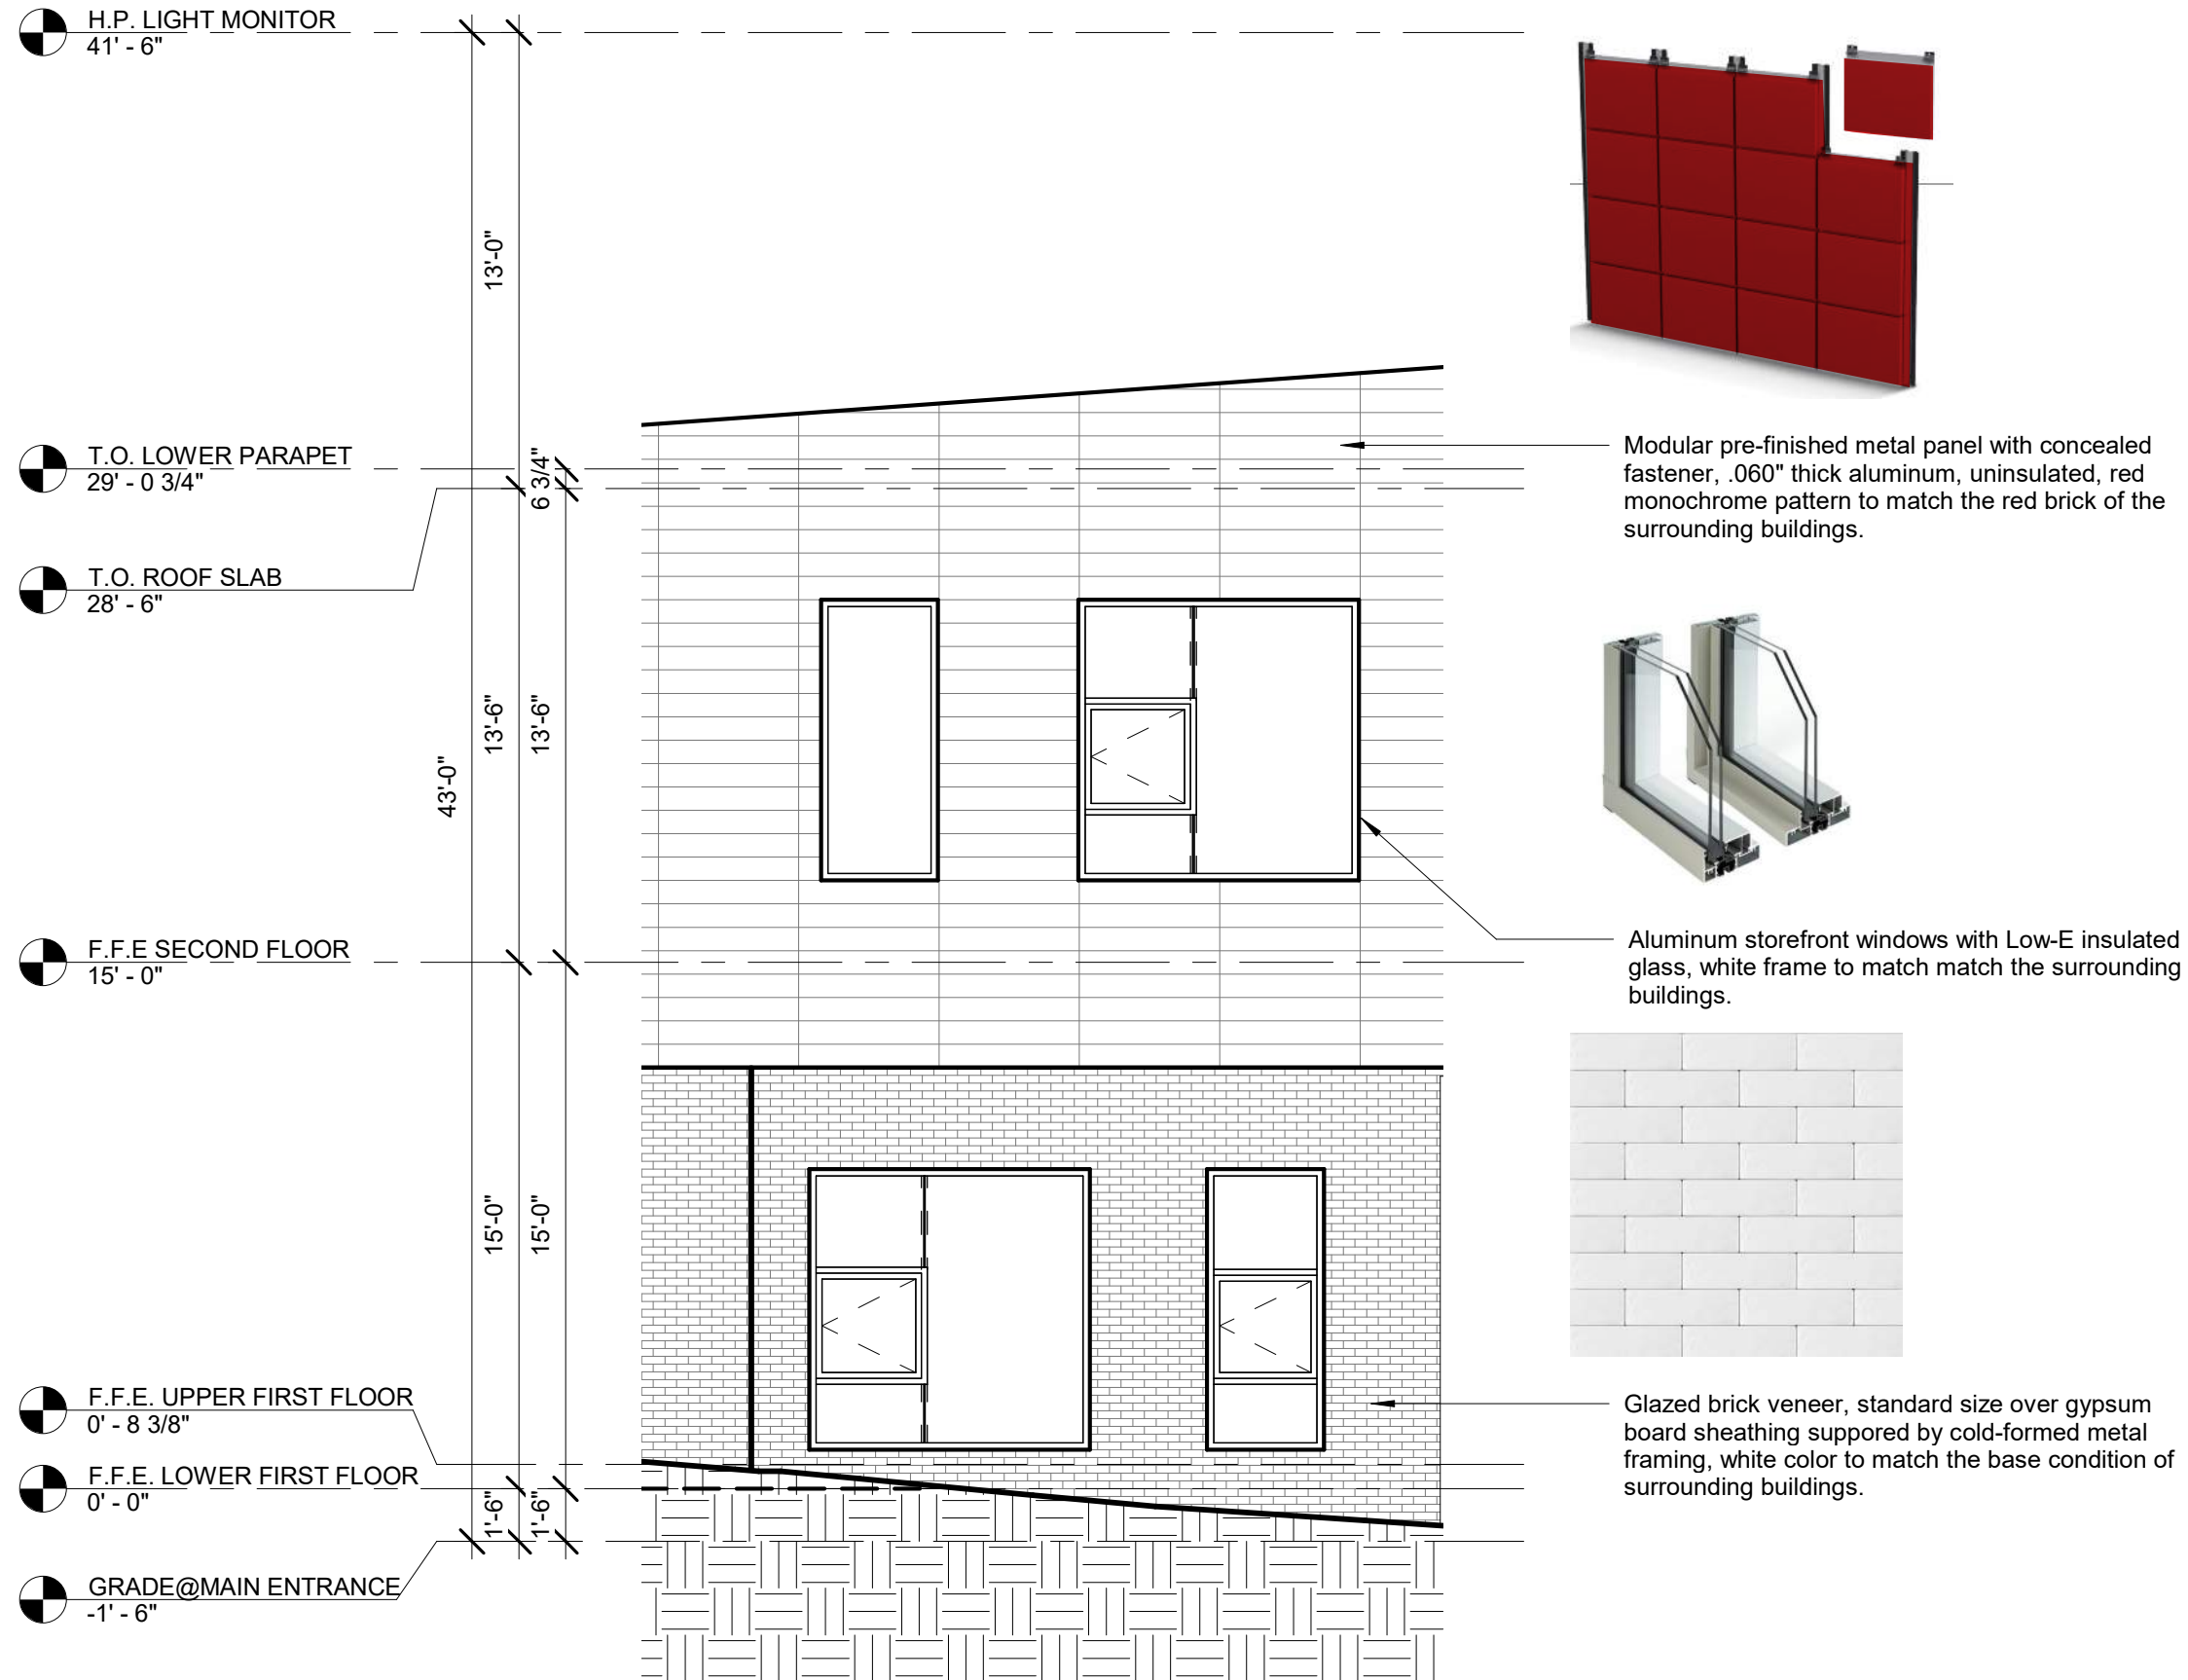 H.P. LIGHT MONITOR
41' - 6"
13'-0"
T.O. LOWER PARAPET
29' - 0 3/4"
6 3/4"
T.O. ROOF SLAB
28' - 6"
13'-6"
13'-6"
43'-0"
F.F.E SECOND FLOOR
15' - 0"
15'-0"
15'-0"
F.F.E. UPPER FIRST FLOOR
0' - 8 3/8"
F.F.E. LOWER FIRST FLOOR
0' - 0"
1'-6"
1'-6"
GRADE@MAIN ENTRANCE
-1' - 6"
Modular pre-finished metal panel with concealed
fastener, .060" thick aluminum, uninsulated, red
monochrome pattern to match the red brick of the
surrounding buildings.
Aluminum storefront windows with Low-E insulated
glass, white frame to match match the surrounding
buildings.
Glazed brick veneer, standard size over gypsum
board sheathing suppored by cold-formed metal
framing, white color to match the base condition of
surrounding buildings.